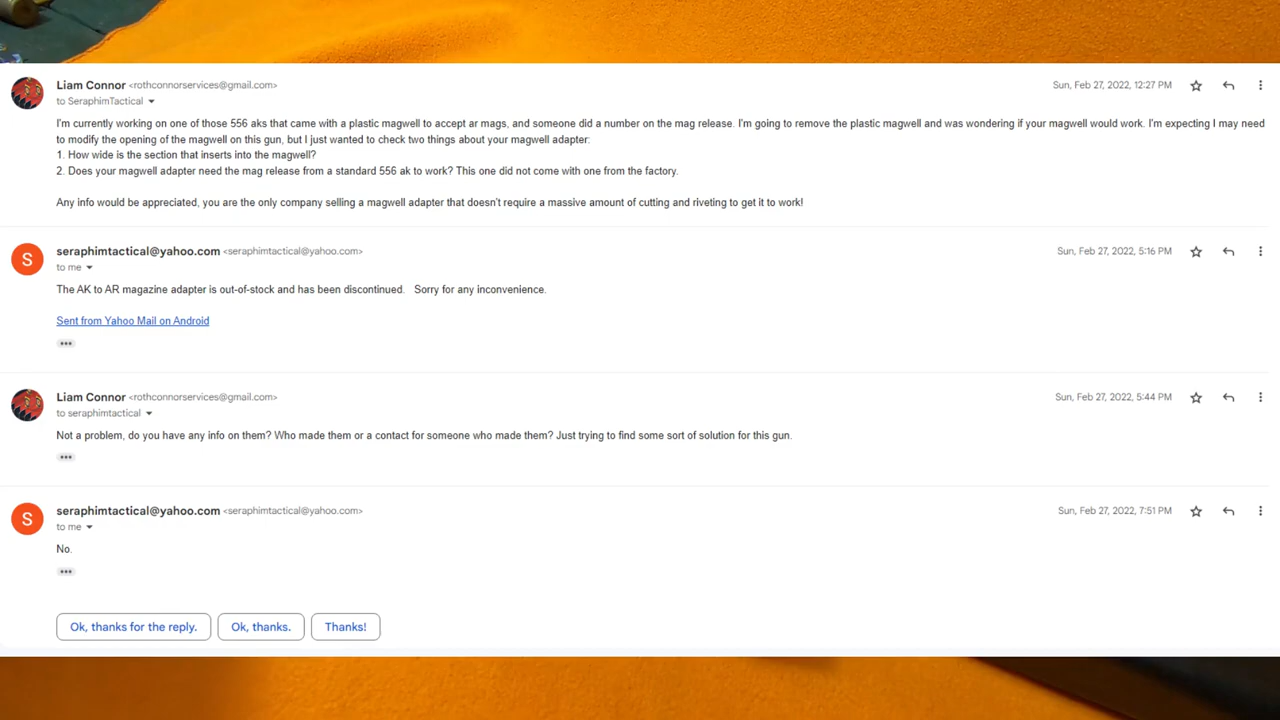 Liam Connor <rothconnorservices@gmail.com>
Sun, Feb 27, 2022, 12:27 PM
to SeraphimTactical
I'm currently working on one of those 556 aks that came with a plastic magwell to accept ar mags, and someone did a number on the mag release. I'm going to remove the plastic magwell and was wondering if your magwell would work. I'm expecting I may need
to modify the opening of the magwell on this gun, but I just wanted to check two things about your magwell adapter:
1. How wide is the section that inserts into the magwell?
2. Does your magwell adapter need the mag release from a standard 556 ak to work? This one did not come with one from the factory.
Any info would be appreciated, you are the only company selling a magwell adapter that doesn't require a massive amount of cutting and riveting to get it to work!
S
seraphimtactical@yahoo.com <seraphimtactical@yahoo.com>
Sun, Feb 27, 2022, 5:16 PM
to me
The AK to AR magazine adapter is out-of-stock and has been discontinued. Sorry for any inconvenience.
Sent from Yahoo Mail on Android
Liam Connor <rothconnorservices@gmail.com>
Sun, Feb 27, 2022, 5:44 PM
to seraphimtactical
Not a problem, do you have any info on them? Who made them or a contact for someone who made them? Just trying to find some sort of solution for this gun.
S
seraphimtactical@yahoo.com <seraphimtactical@yahoo.com>
Sun, Feb 27, 2022, 7:51 PM
to me
No.
Ok, thanks for the reply.
Ok, thanks.
Thanks!